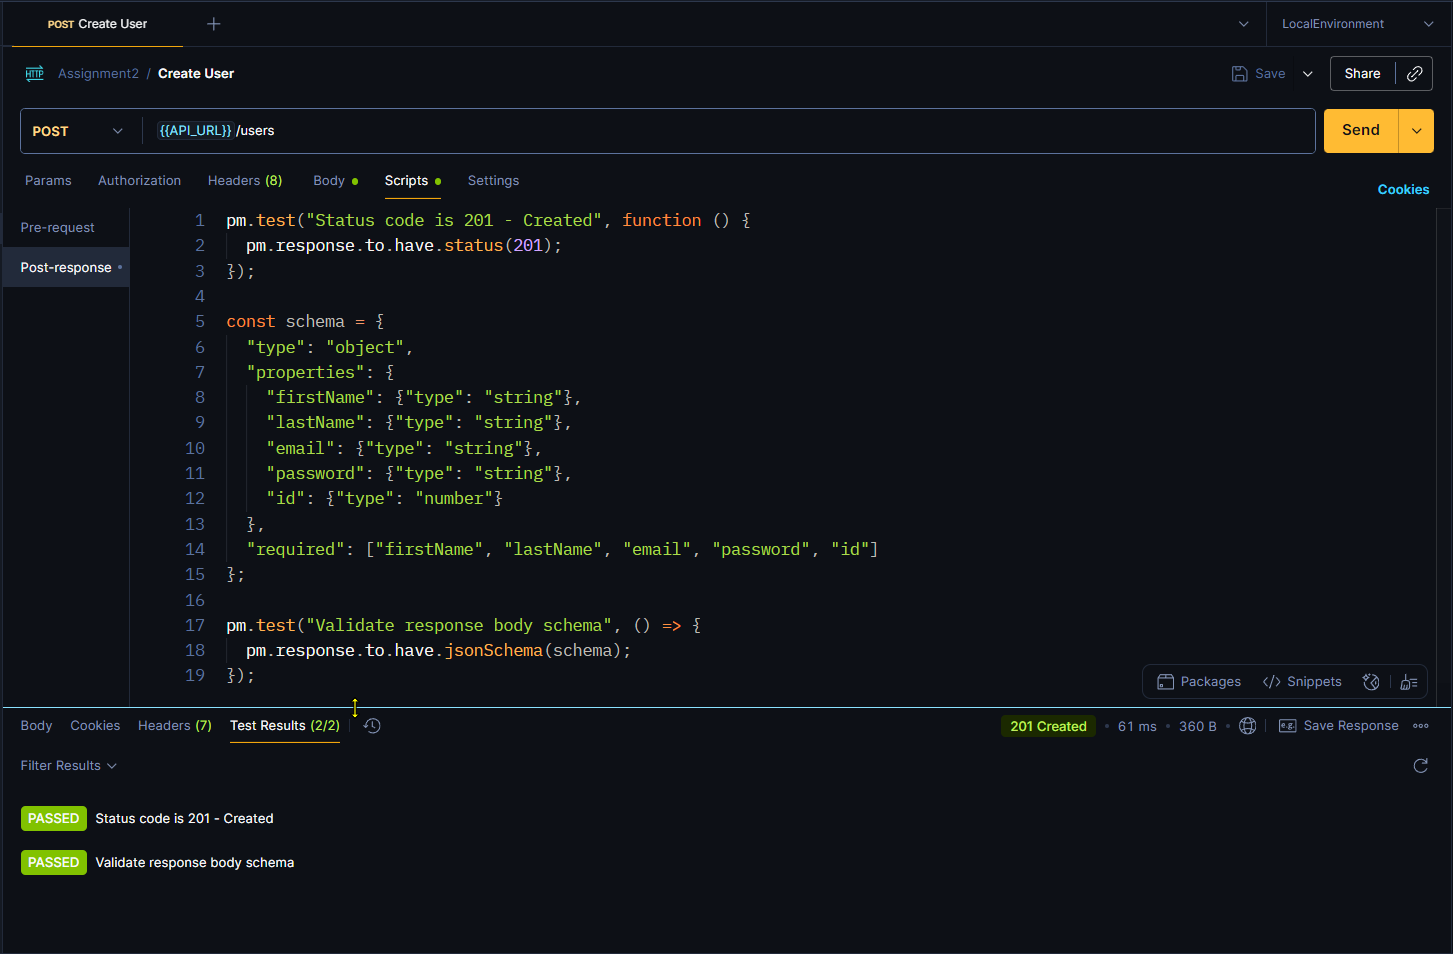 POST Create User
LocalEnvironment
HTTP Assignment2 / Create User
Save
Share
POST
{{API_URL}} /users
Send
Params Authorization Headers (8) Body Scripts Settings
Cookies
Pre-request
Post-response
1 pm.test("Status code is 201 - Created", function () {
2 pm.response.to.have.status(201);
3 });
4
5 const schema = {
6 "type": "object",
7 "properties": {
8 "firstName": {"type": "string"},
9 "lastName": {"type": "string"},
10 "email": {"type": "string"},
11 "password": {"type": "string"},
12 "id": {"type": "number"}
13 },
14 "required": ["firstName", "lastName", "email", "password", "id"]
15 };
16
17 pm.test("Validate response body schema", () => {
18 pm.response.to.have.jsonSchema(schema);
19 });
Packages </> Snippets
Body Cookies Headers (7) Test Results (2/2)
201 Created • 61 ms • 360 B • e.g. Save Response
Filter Results
PASSED Status code is 201 - Created
PASSED Validate response body schema